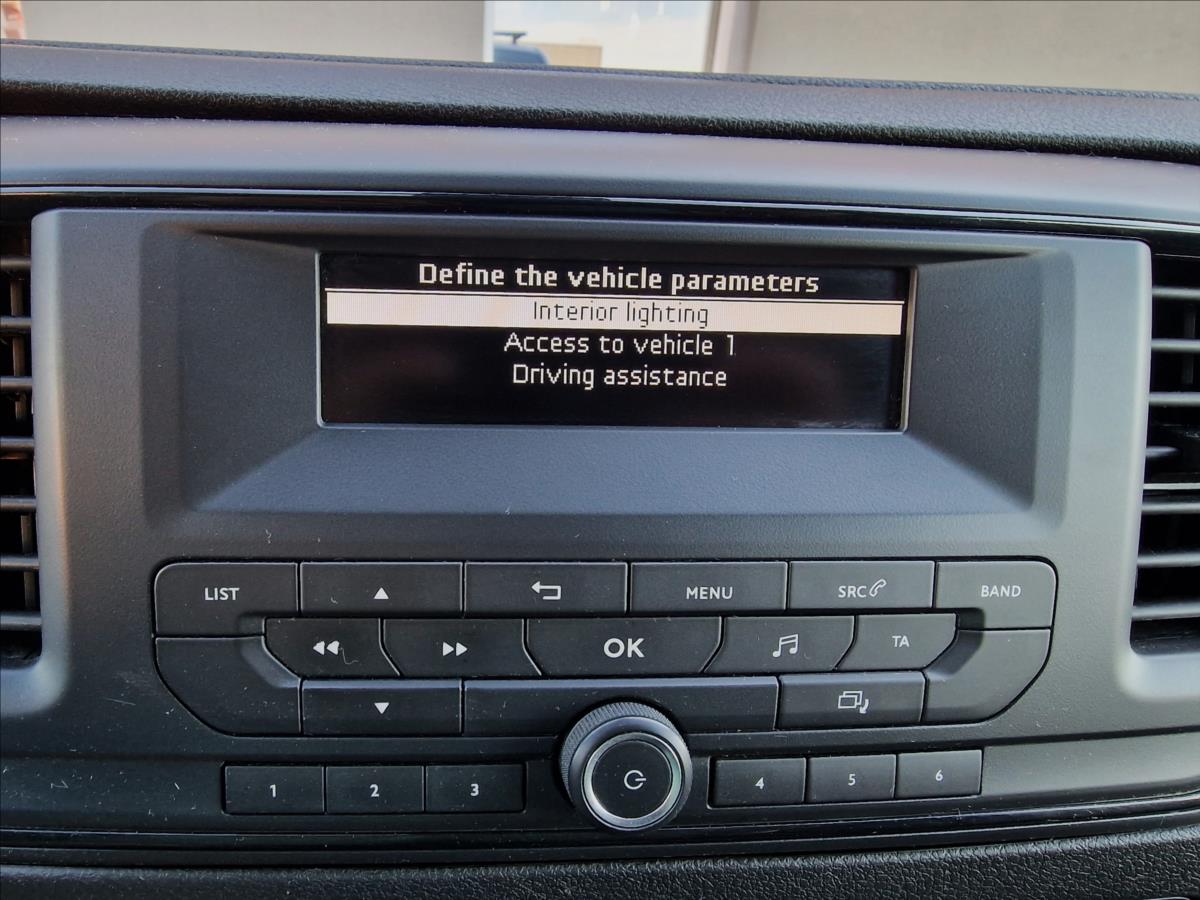 Define the vehicle parameters
Interior lighting
Access to vehicle 1
Driving assistance
LIST
MENU
SRC
BAND
OK
TA
1
2
3
4
5
6